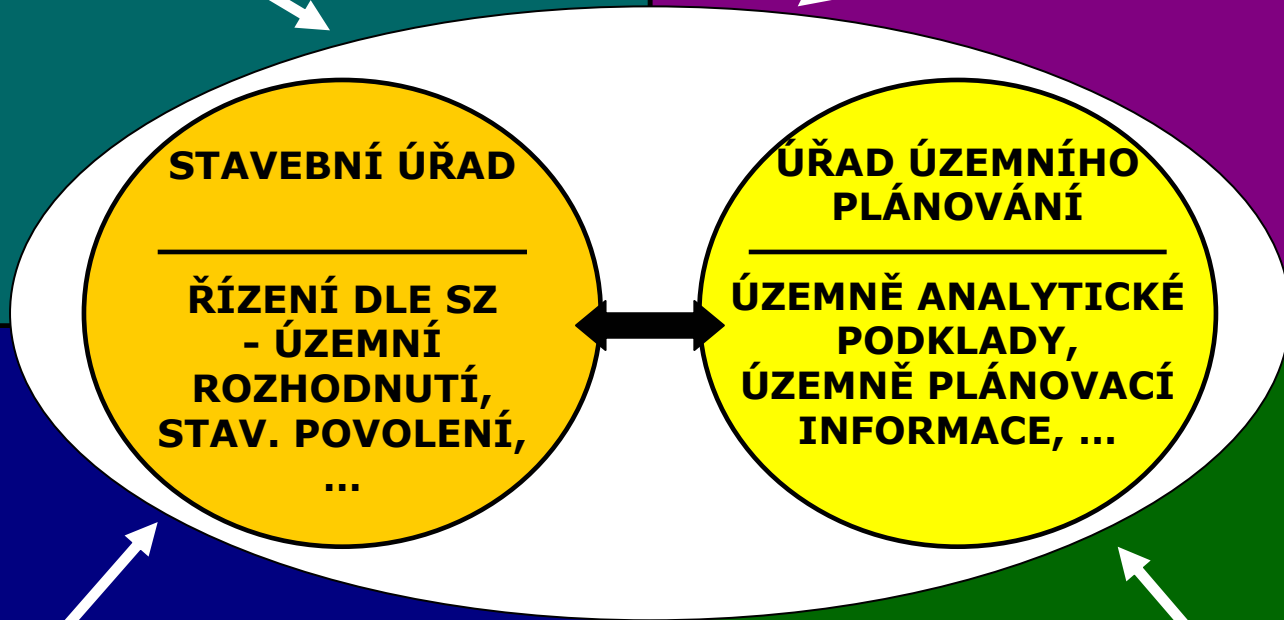 STAVEBNÍ ÚŘAD
ŘÍZENÍ DLE SZ
- ÚZEMNÍ
ROZHODNUTÍ,
STAV. POVOLENÍ,
...
ÚŘAD ÚZEMNÍHO
PLÁNOVÁNÍ
ÚZEMNĚ ANALYTICKÉ
PODKLADY,
ÚZEMNĚ PLÁNOVACÍ
INFORMACE, ...